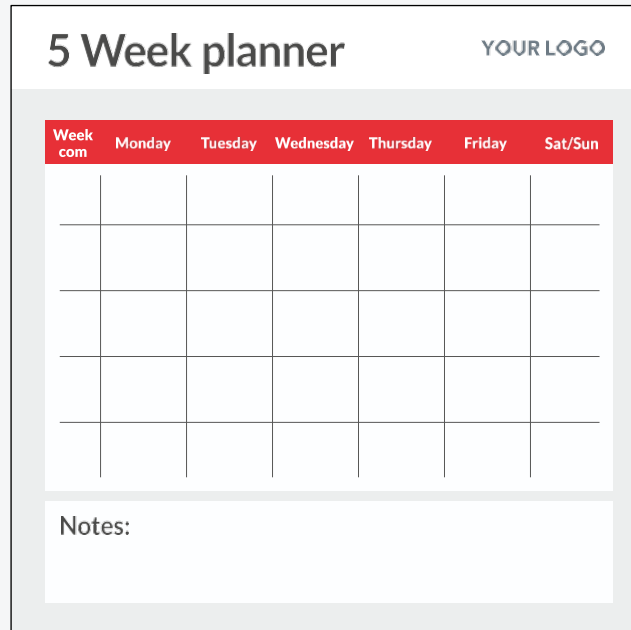 5 Week planner
YOUR LOGO
Week
com
Monday
Tuesday
Wednesday
Thursday
Friday
Sat/Sun
Notes: